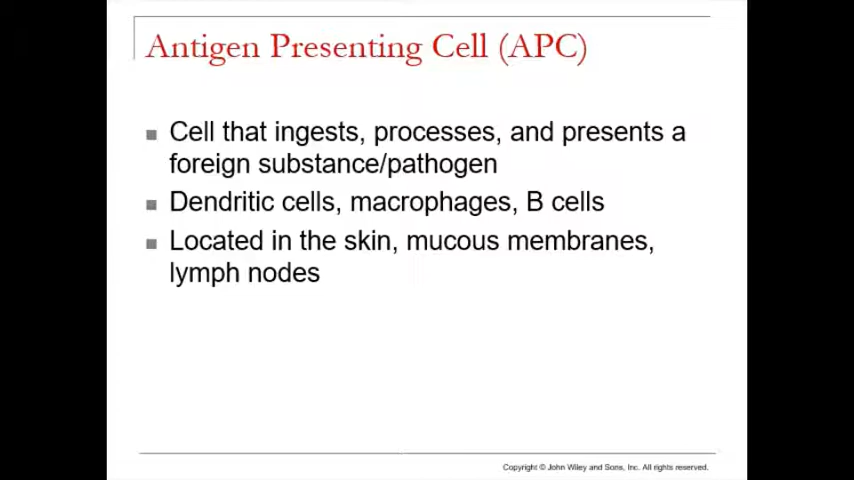 Antigen Presenting Cell (APC)
Cell that ingests, processes, and presents a
foreign substance/pathogen
Dendritic cells, macrophages, B cells
Located in the skin, mucous membranes,
lymph nodes
Copyright © John Wiley and Sons, Inc. All rights reserved.